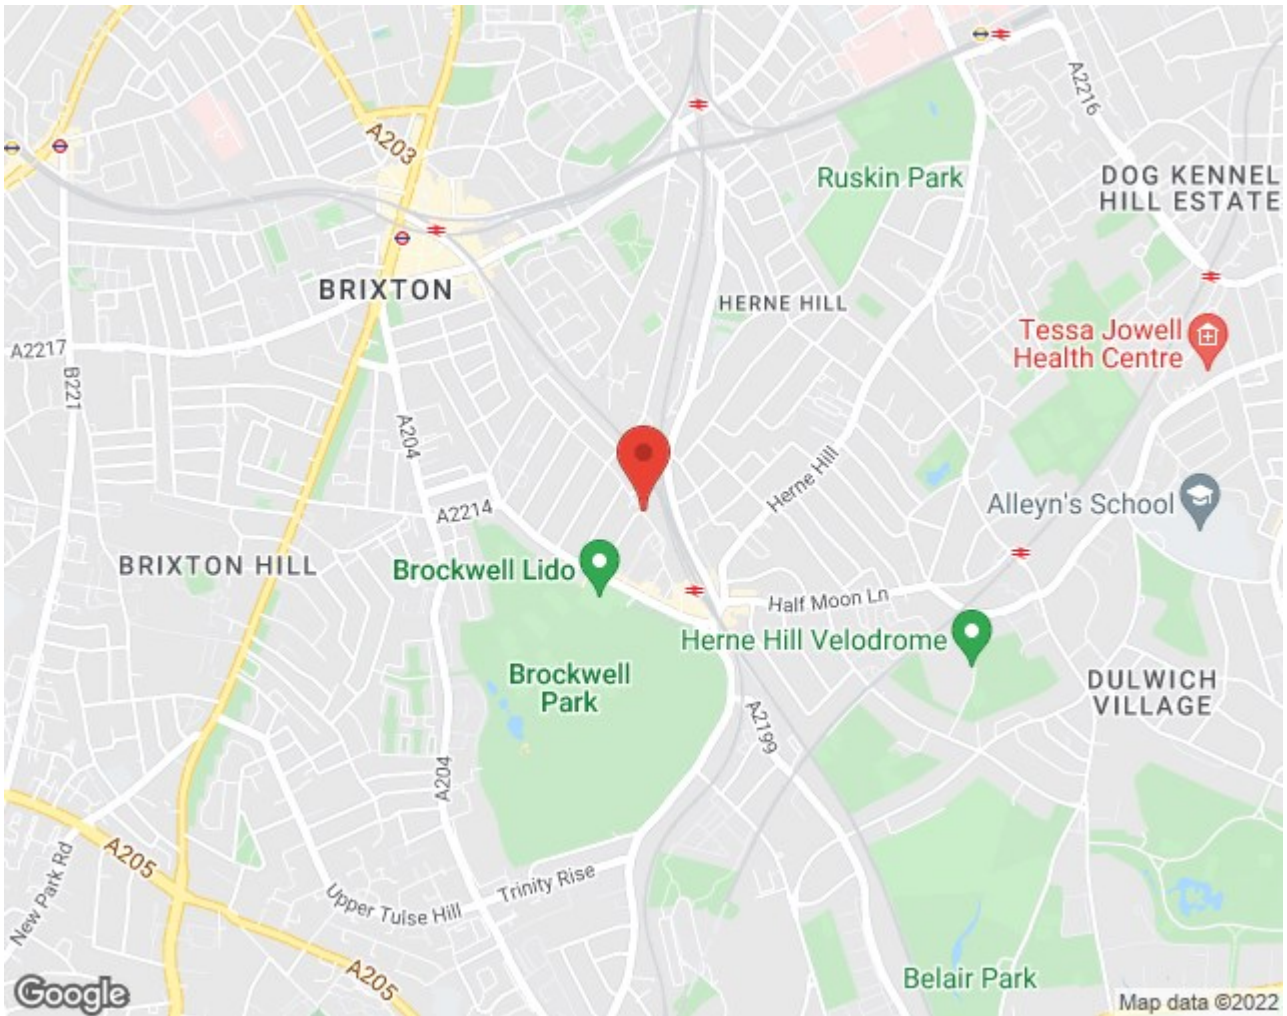 A2216
A203
Ruskin Park
DOG KENNEL
HILL ESTATE
BRIXTON
HERNE HILL
Tessa Jowell
Health Centre
A2217
B221
A204
Herne Hill
Alleyn's School
A2214
BRIXTON HILL
Brockwell Lido
Half Moon Ln
Herne Hill Velodrome
Brockwell
Park
DULWICH
VILLAGE
A2199
A204
A205
New Park Rd
Trinity Rise
Upper Tulse Hill
A205
Belair Park
Google
Map data ©2022